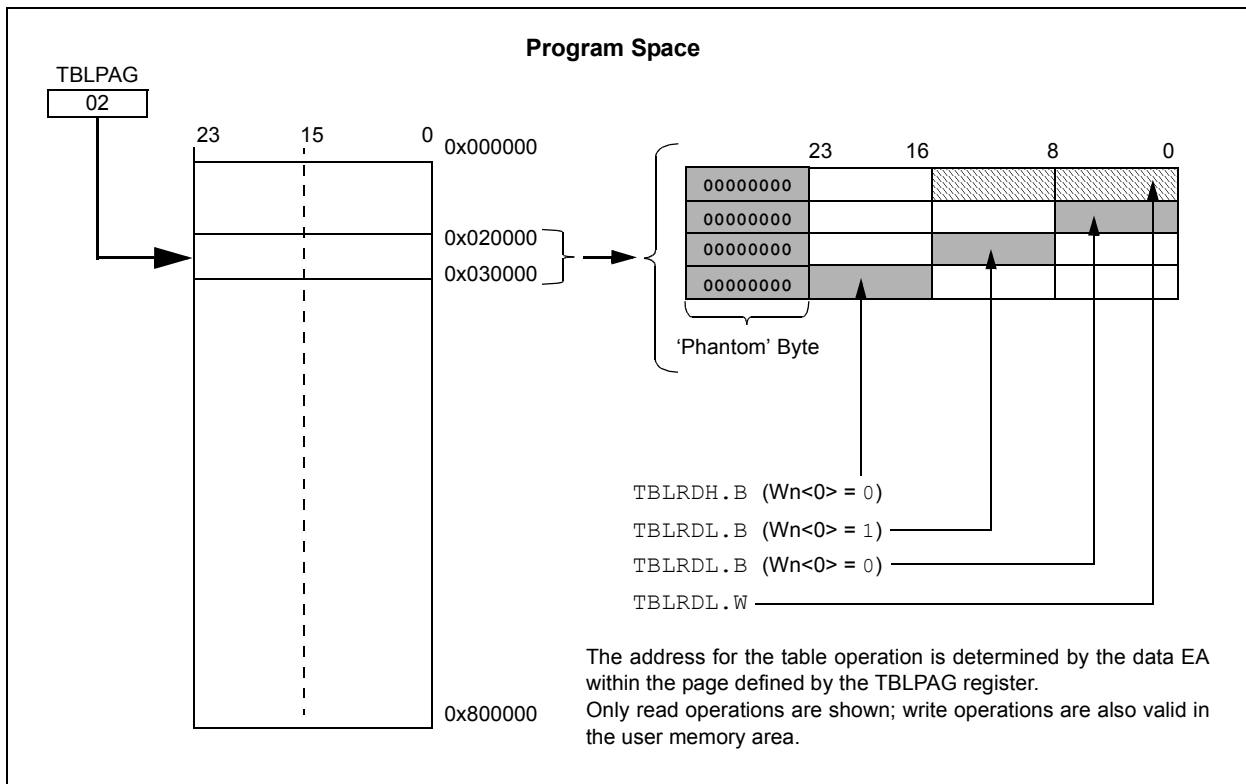 Program Space
TBLPAG
02
23 15 0
0x000000
0x020000
0x030000
0x800000
23 16 8 0
00000000
00000000
00000000
00000000
‘Phantom’ Byte
TBLRDH.B (Wn<0> = 0)
TBLRDL.B (Wn<0> = 1)
TBLRDL.B (Wn<0> = 0)
TBLRDL.W
The address for the table operation is determined by the data EA
within the page defined by the TBLPAG register.
Only read operations are shown; write operations are also valid in
the user memory area.